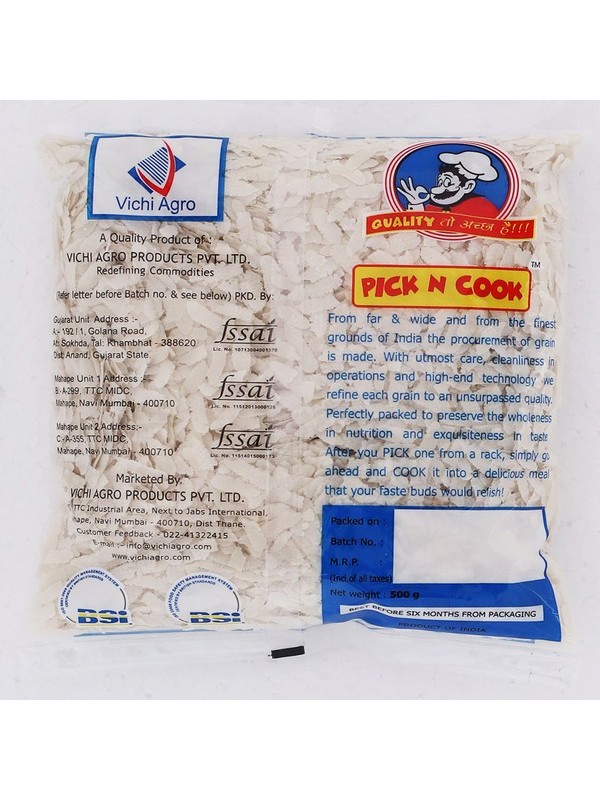 Vichi Agro
A Quality Product of :
VICHI AGRO PRODUCTS PVT. LTD.
Redefining Commodities
(Refer letter before Batch no. & see below) PKD. By:
Gujarat Unit Address :-
A,- 192/1, Golana Road,
At- Sokhda, Tal: Khambhat - 388620
Dist Anand, Gujarat State.
fssai
Lic. No. 10713004001370
Mahape Unit 1 Address:-
B-A-299, TTC MIDC,
Mahape, Navi Mumbai - 400710
fssai
Mahape Unit 2 Address:-
C-A-355, TTC MIDC,
Mahape, Navi Mumbai - 400710
fssai
Marketed By.
VICHI AGRO PRODUCTS PVT. LTD.
TTC Industrial Area, Next to Jabs International,
hape, Navi Mumbai - 400710, Dist Thane.
Customer Feedback - 022-41322415
E-mail :- info@vichiagro.com
www.vichiagro.com
bsi.
bsi.
QUALITY तो अच्छा है!!!
PICK N COOK TM
From far & wide and from the finest
grounds of India the procurement of grain
is made. With utmost care, cleanliness in
operations and high-end technology we
refine each grain to an unsurpassed quality.
Perfectly packed to preserve the wholeness
in nutrition and exquisiteness in taste
After you PICK one from a rack, simply go
ahead and COOK it into a delicious meal
that your taste buds would relish!
Packed on :
Batch No. :
M.R.P. :
(Incl of all taxes)
Net weight : 500 g
BEST BEFORE SIX MONTHS FROM PACKAGING
PRODUCT OF INDIA